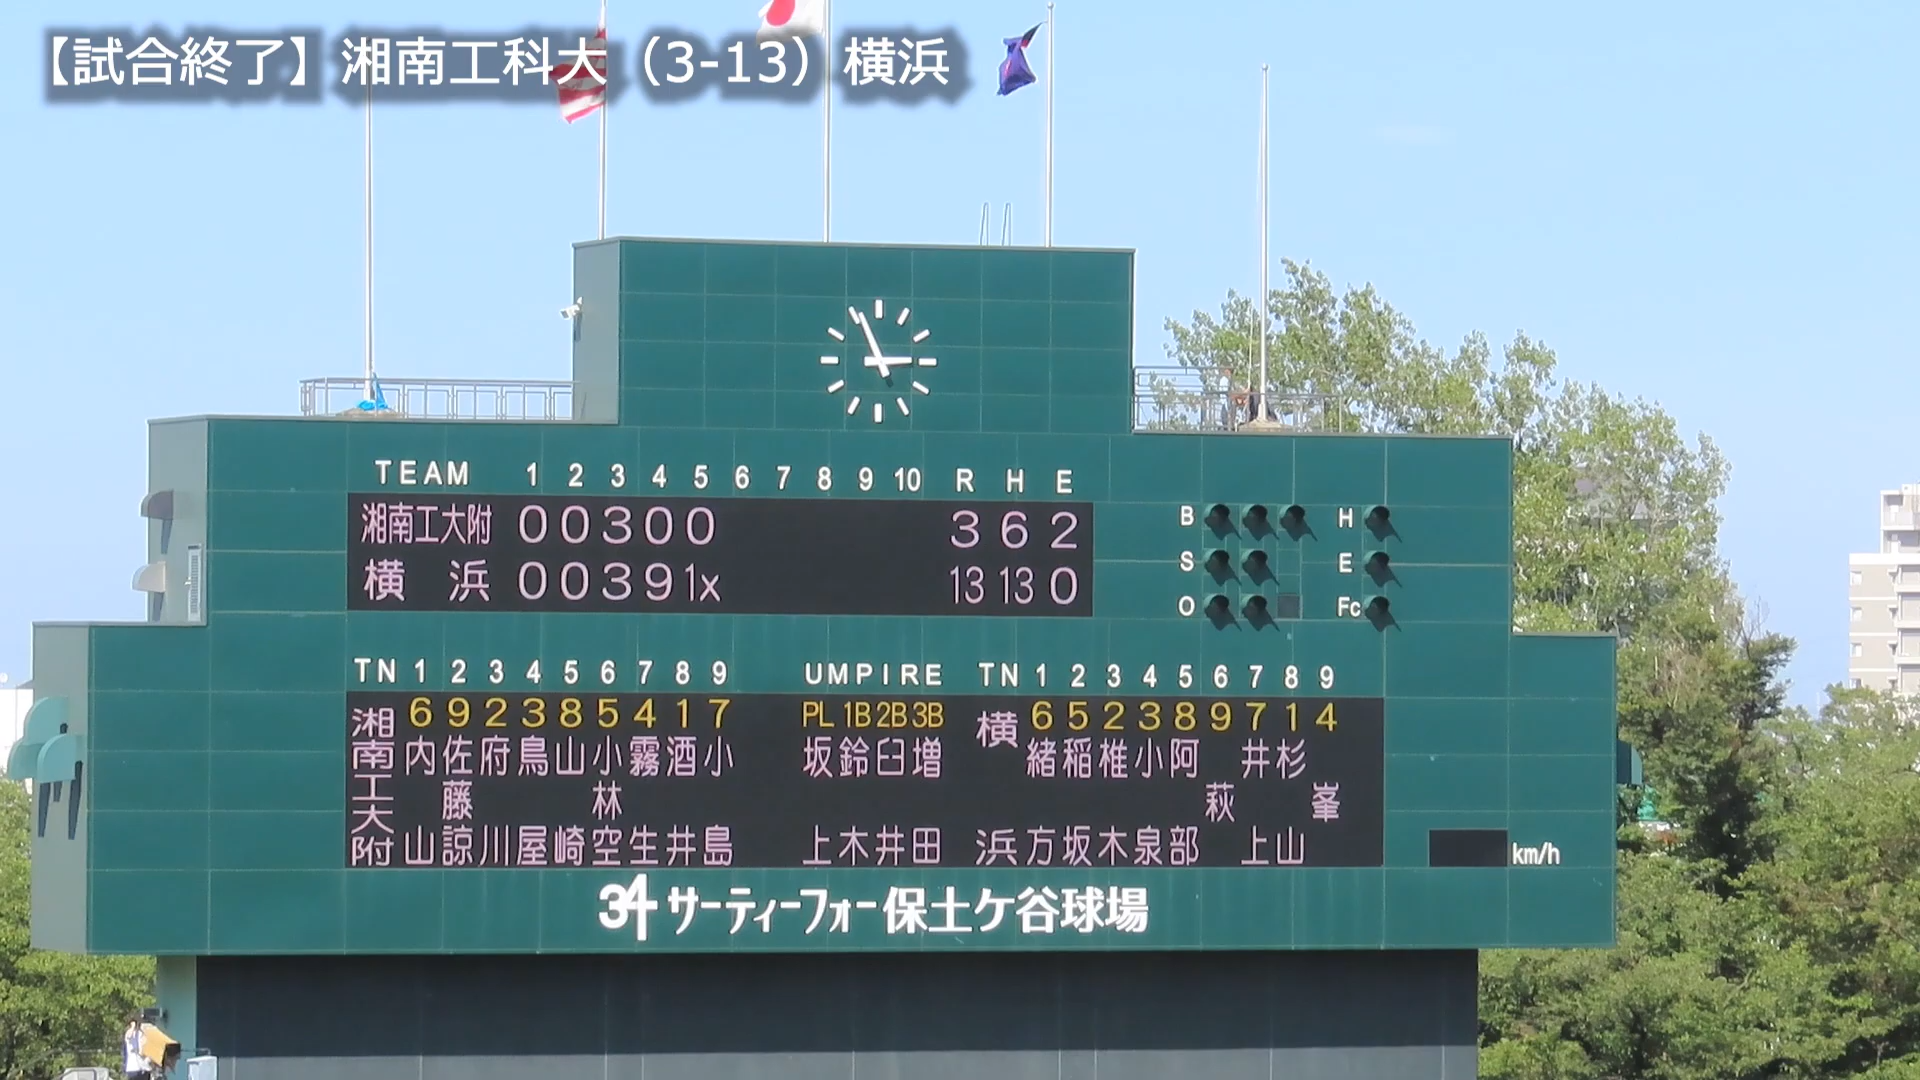 【試合終了】湘南工科大（3-13）横浜
TEAM 1 2 3 4 5 6 7 8 9 10 R H E
湘南工大附 0 0 3 0 0 3 6 2
横浜 0 0 3 9 1x 13 13 0
B H
S E
O Fc
TN 1 2 3 4 5 6 7 8 9 UMPIRE TN 1 2 3 4 5 6 7 8 9
湘南工大附 6 9 2 3 8 5 4 1 7 PL 1B 2B 3B 横浜 6 5 2 3 8 9 7 1 4
内山 佐藤諒 府川 鳥屋 山崎 小林空 霧生 酒井 小島 坂上 鈴木 臼井 増田 緒方 稲坂 椎木 小泉 阿部 萩 井上 杉山 峯
km/h
34 サーティーフォー保土ケ谷球場